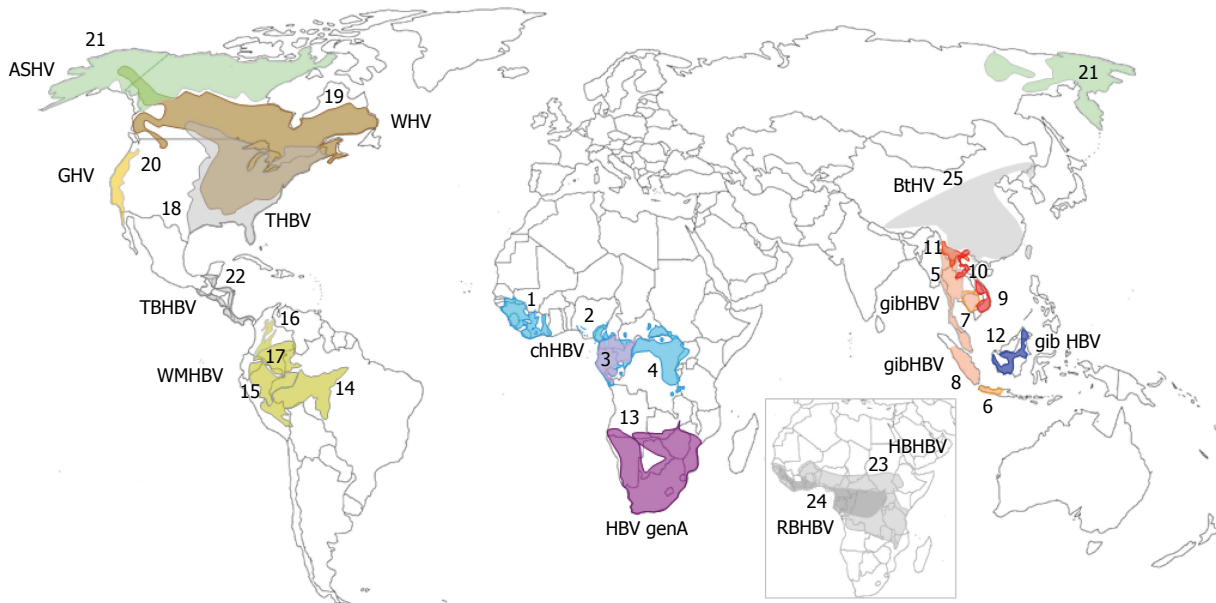 21
ASHV
21
19
WHV
GHV
20
18
THBV
BtHV
25
22
TBHBV
11
5
10
gibHBV
9
7
1
2
chHBV
3
4
16
17
WMHBV
15
14
12
gib HBV
gibHBV
8
6
13
HBV genA
HBHBV
23
24
RBHBV